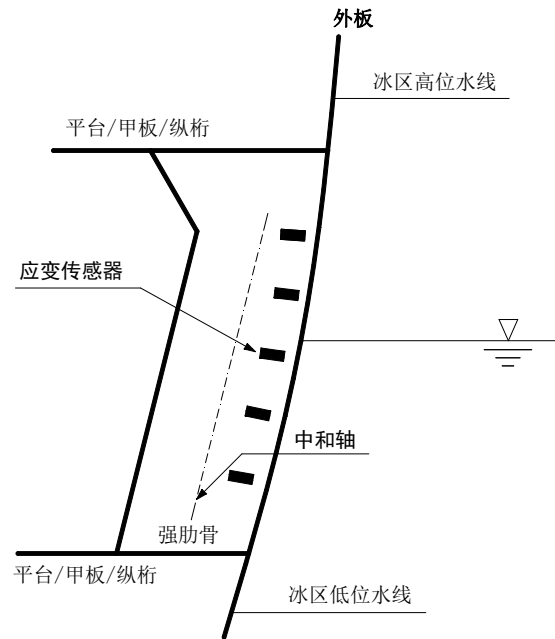 外板
冰区高位水线
平台/甲板/纵桁
应变传感器
中和轴
强肋骨
平台/甲板/纵桁
冰区低位水线